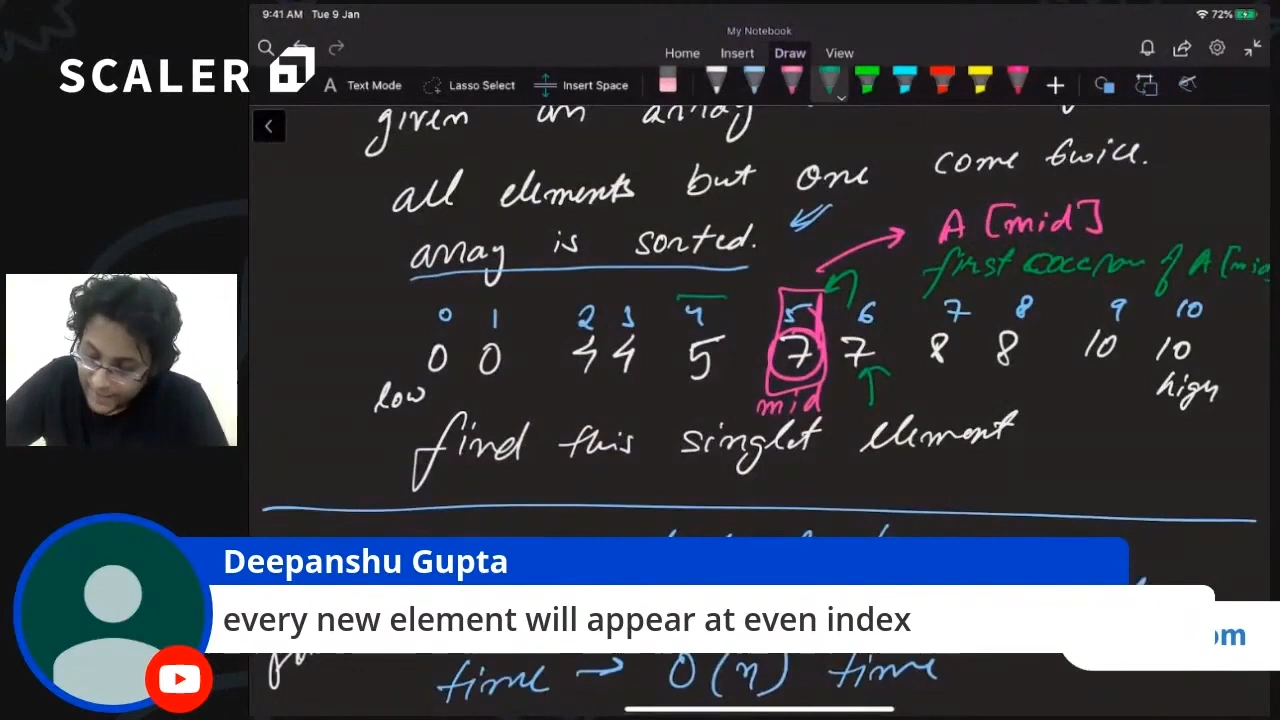 9:41 AM Tue 9 Jan
72%
My Notebook
SCALER
Home Insert Draw View
Text Mode Lasso Select Insert Space
given an array
all elements but one come twice.
array is sorted.
A [mid]
first of A [mid
0 1 2 3 4 5 6 7 8 9 10
0 0 4 4 5 7 7 8 8 10 10
low mid high
find this singlet element
Deepanshu Gupta
every new element will appear at even index
om
time → O(n) time